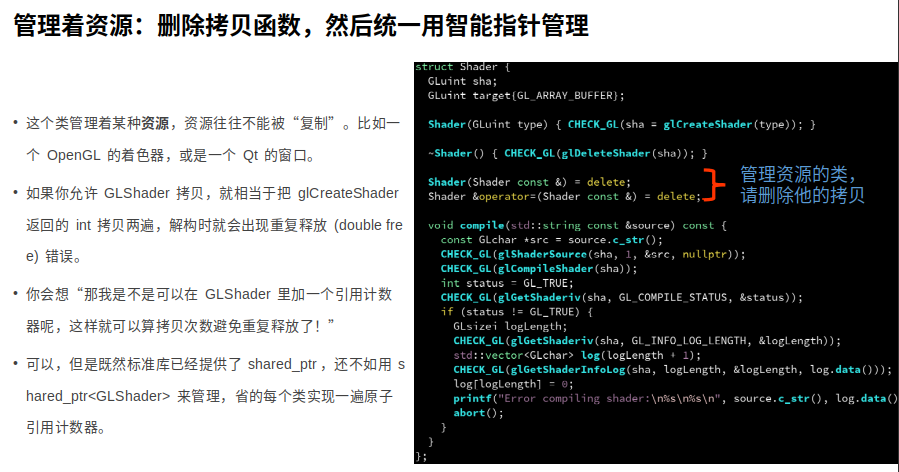 管理着资源：删除拷贝函数，然后统一用智能指针管理
• 这个类管理着某种资源，资源往往不能被“复制”。比如一
个 OpenGL 的着色器，或是一个 Qt 的窗口。
• 如果你允许 GLShader 拷贝，就相当于把 glCreateShader
返回的 int 拷贝两遍，解构时就会出现重复释放 (double fre
e) 错误。
• 你会想“那我是不是可以在 GLShader 里加一个引用计数
器呢，这样就可以算拷贝次数避免重复释放了！”
• 可以，但是既然标准库已经提供了 shared_ptr，还不如用 s
hared_ptr<GLShader> 来管理，省的每个类实现一遍原子
引用计数器。
struct Shader {
GLuint sha;
GLuint target{GL_ARRAY_BUFFER};
Shader(GLuint type) { CHECK_GL(sha = glCreateShader(type)); }
~Shader() { CHECK_GL(glDeleteShader(sha)); }
Shader(Shader const &) = delete;
Shader &operator=(Shader const &) = delete;
管理资源的类，
请删除他的拷贝
void compile(std::string const &source) const {
const GLchar *src = source.c_str();
CHECK_GL(glShaderSource(sha, 1, &src, nullptr));
CHECK_GL(glCompileShader(sha));
int status = GL_TRUE;
CHECK_GL(glGetShaderiv(sha, GL_COMPILE_STATUS, &status));
if (status != GL_TRUE) {
GLsizei logLength;
CHECK_GL(glGetShaderiv(sha, GL_INFO_LOG_LENGTH, &logLength));
std::vector<GLchar> log(logLength + 1);
CHECK_GL(glGetShaderInfoLog(sha, logLength, &logLength, log.data()));
log[logLength] = 0;
printf("Error compiling shader:\n%s\n%s\n", source.c_str(), log.data()
abort();
}
}
};